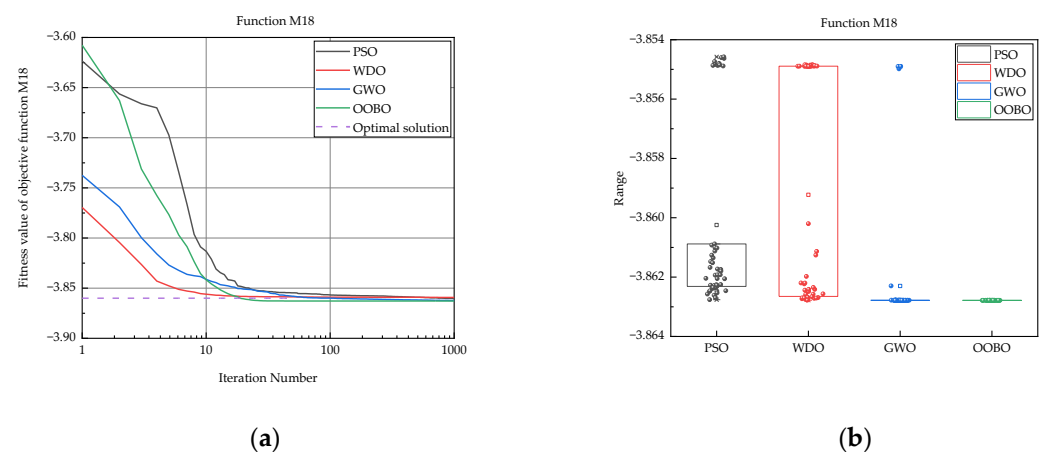 Function M18
−3.60
−3.65
−3.70
−3.75
−3.80
−3.85
−3.90
Fitness value of objective function M18
PSO
WDO
GWO
OOBO
Optimal solution
1
10
100
1000
Iteration Number
(a)
Function M18
−3.854
−3.856
−3.858
−3.860
−3.862
−3.864
Range
PSO
WDO
GWO
OOBO
PSO
WDO
GWO
OOBO
(b)